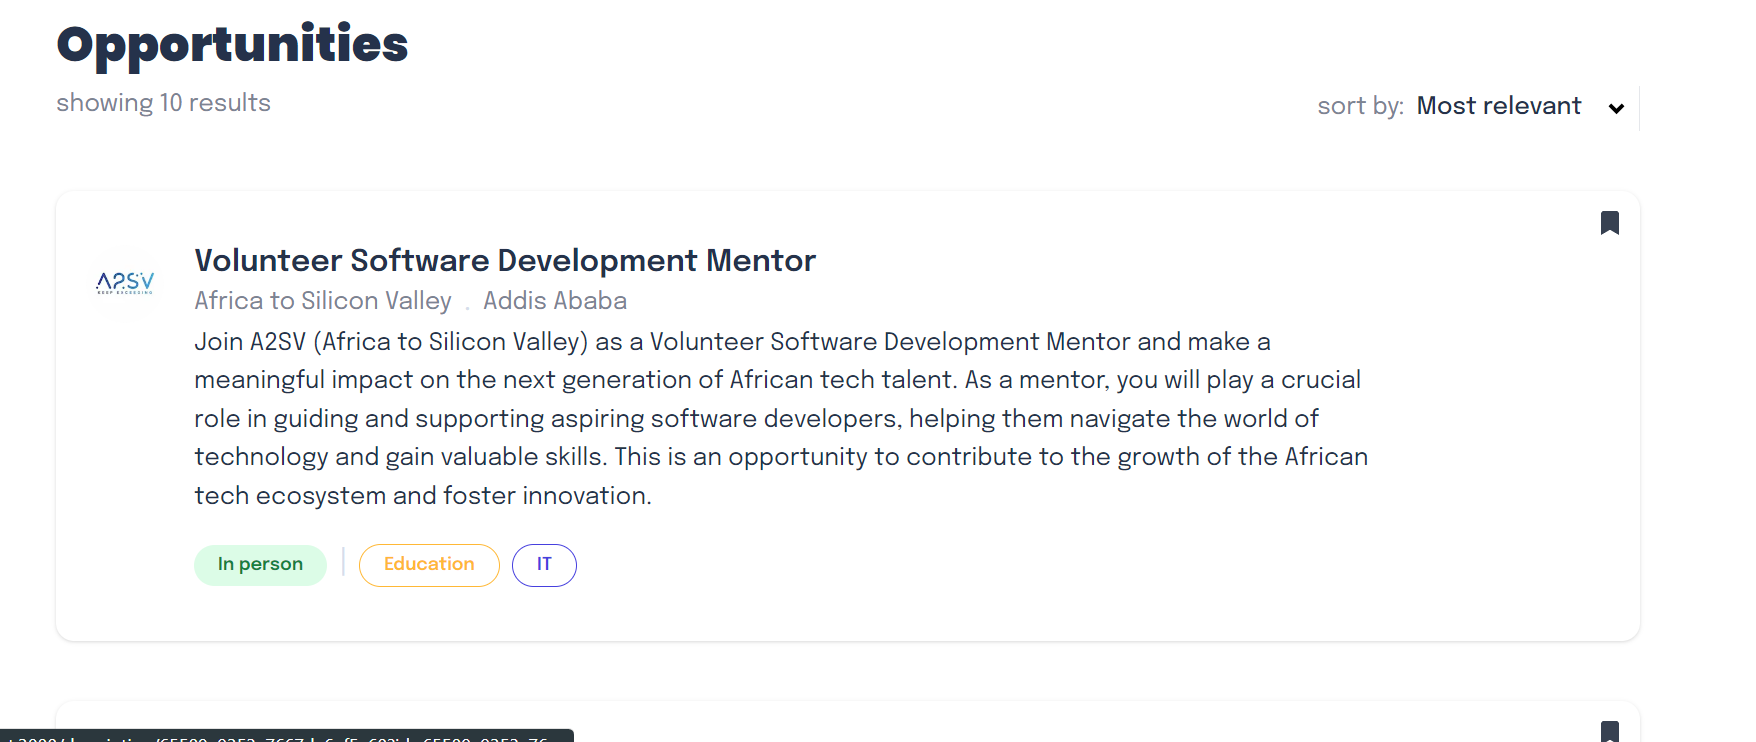 Opportunities
showing 10 results
sort by: Most relevant
Volunteer Software Development Mentor
A2SV
Africa to Silicon Valley . Addis Ababa
Join A2SV (Africa to Silicon Valley) as a Volunteer Software Development Mentor and make a
meaningful impact on the next generation of African tech talent. As a mentor, you will play a crucial
role in guiding and supporting aspiring software developers, helping them navigate the world of
technology and gain valuable skills. This is an opportunity to contribute to the growth of the African
tech ecosystem and foster innovation.
In person | Education IT